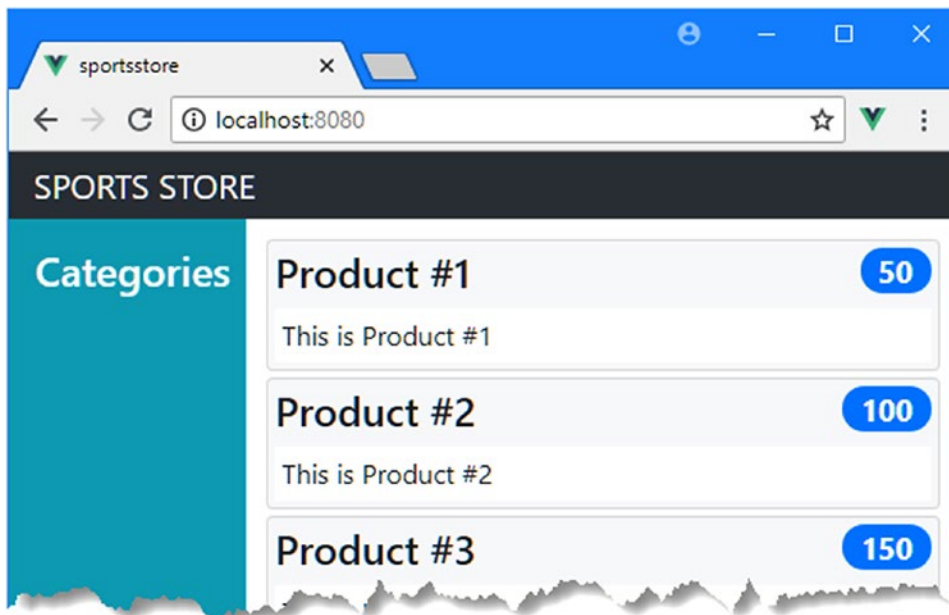 sportsstore
localhost:8080
SPORTS STORE
Categories
Product #1
50
This is Product #1
Product #2
100
This is Product #2
Product #3
150